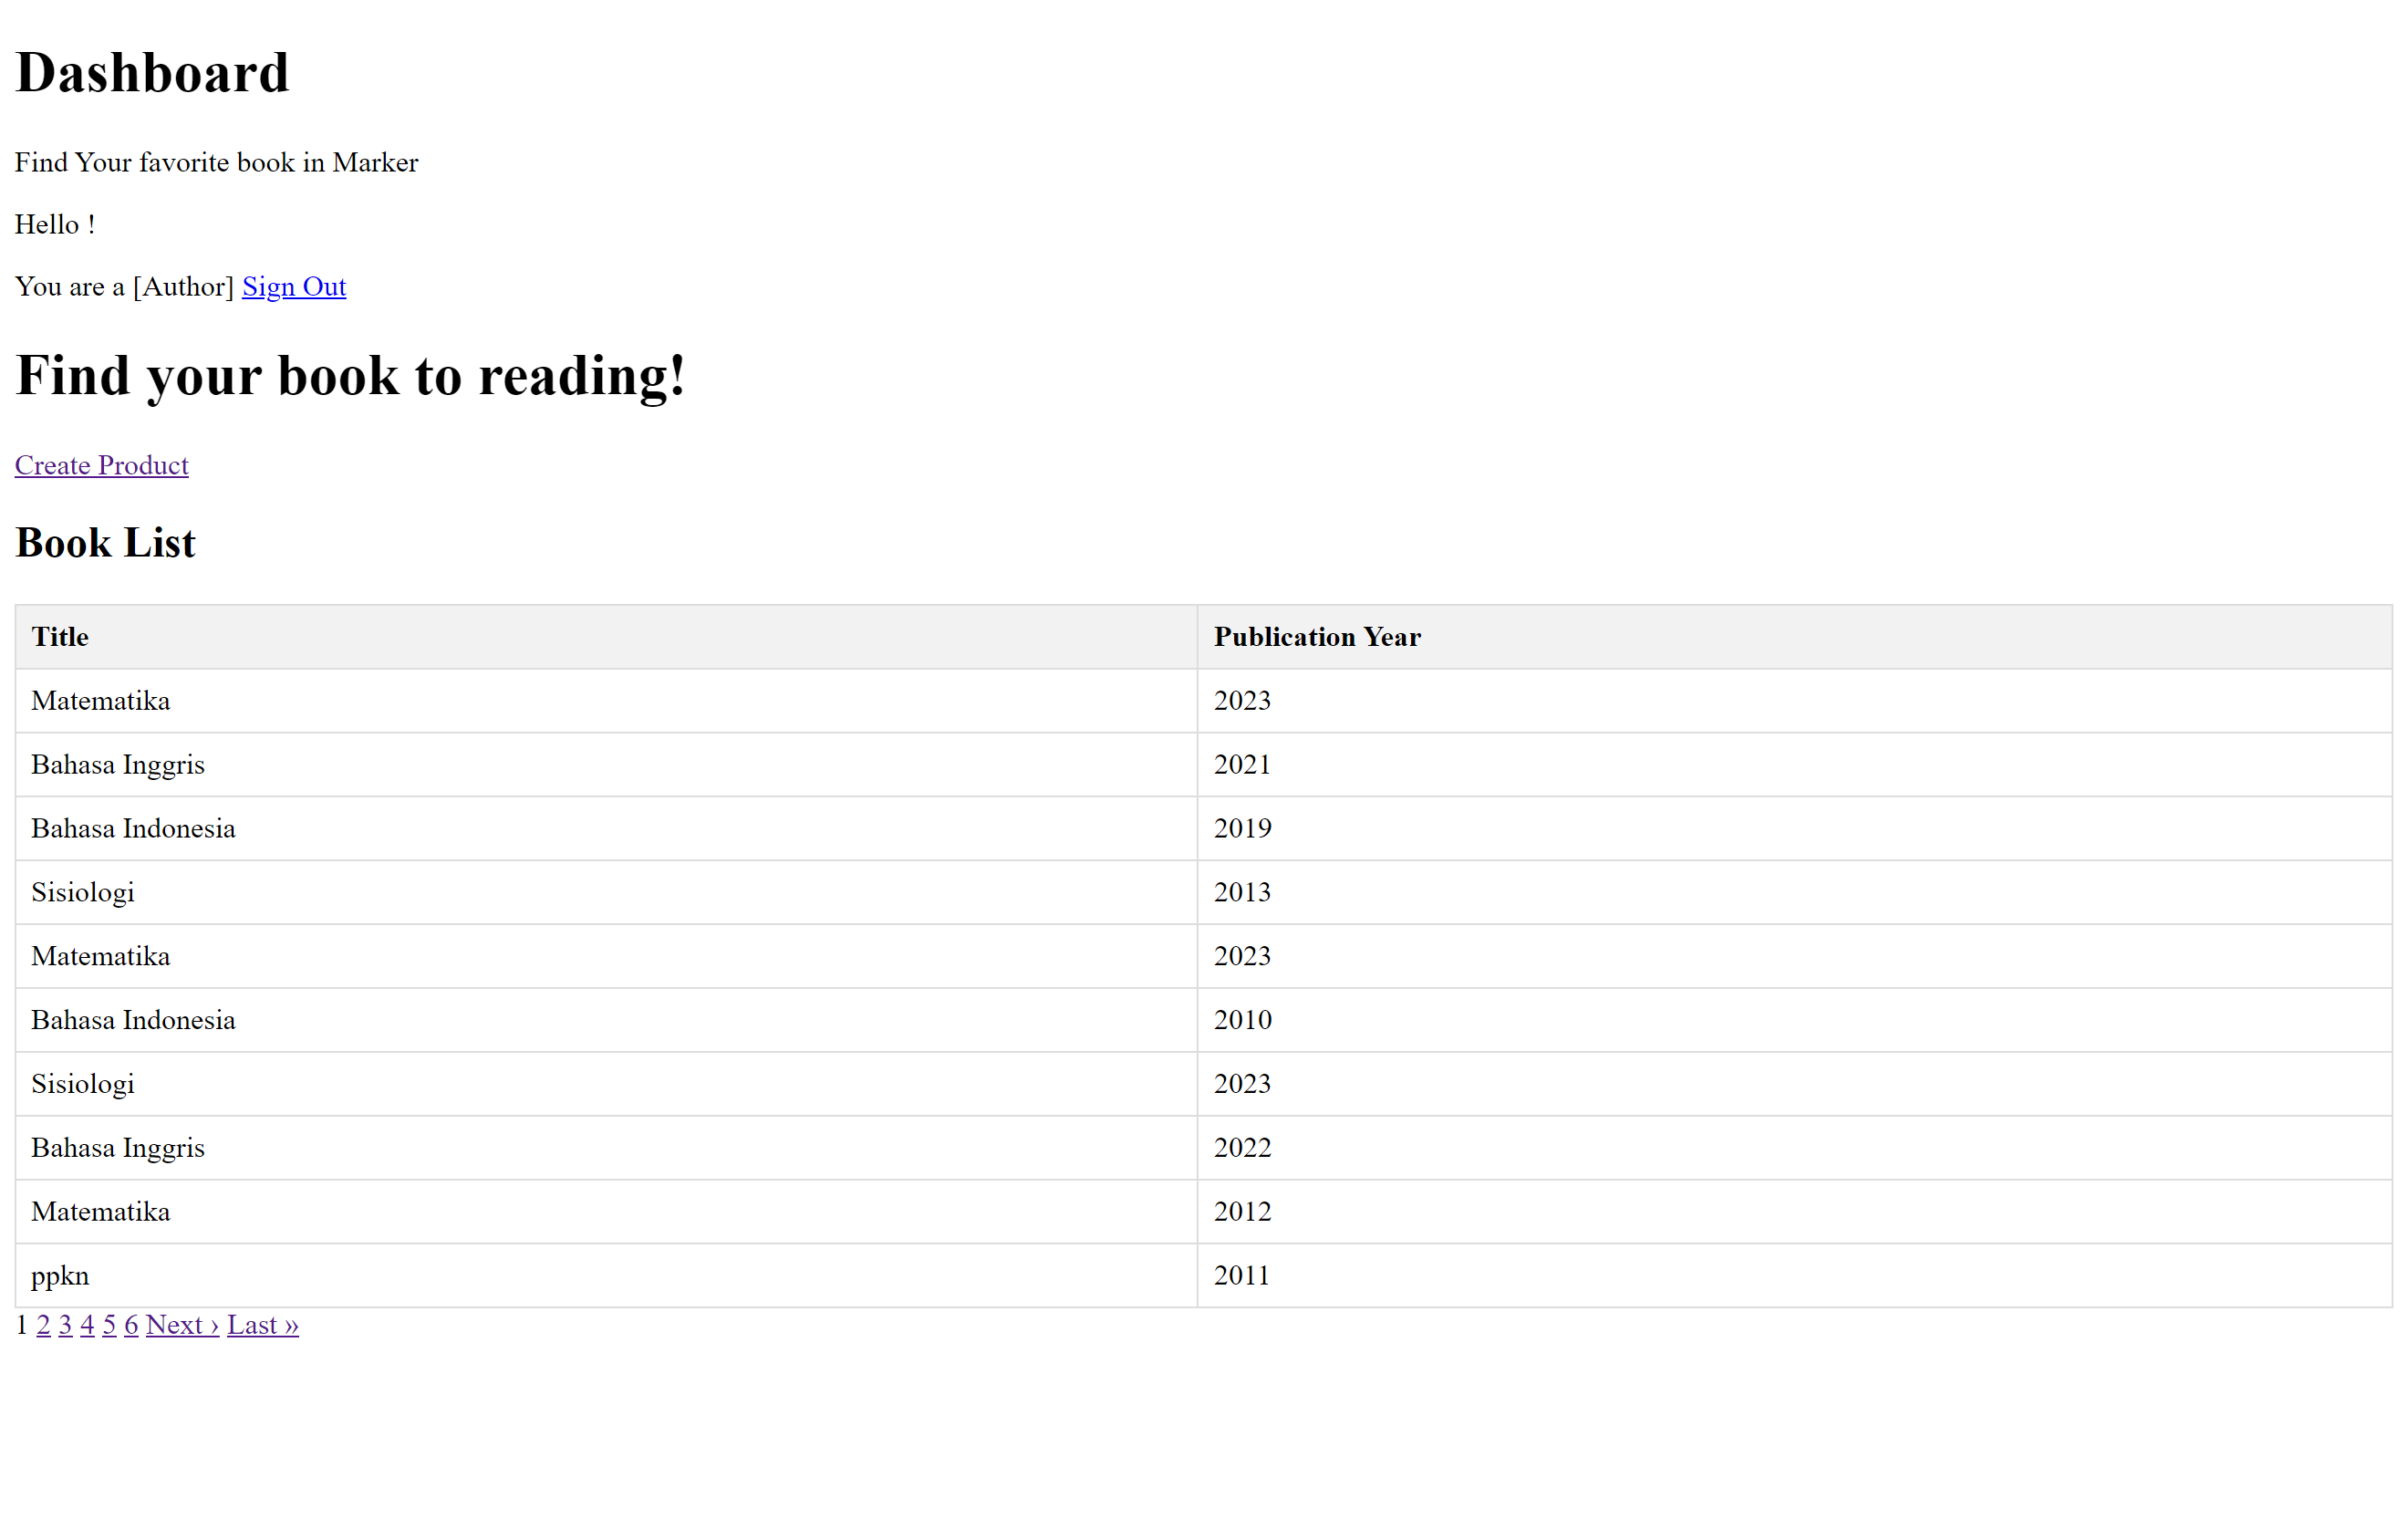 Dashboard
Find Your favorite book in Marker
Hello !
You are a [Author] Sign Out
Find your book to reading!
Create Product
Book List
Title Publication Year
Matematika 2023
Bahasa Inggris 2021
Bahasa Indonesia 2019
Sisiologi 2013
Matematika 2023
Bahasa Indonesia 2010
Sisiologi 2023
Bahasa Inggris 2022
Matematika 2012
ppkn 2011
1 2 3 4 5 6 Next › Last »